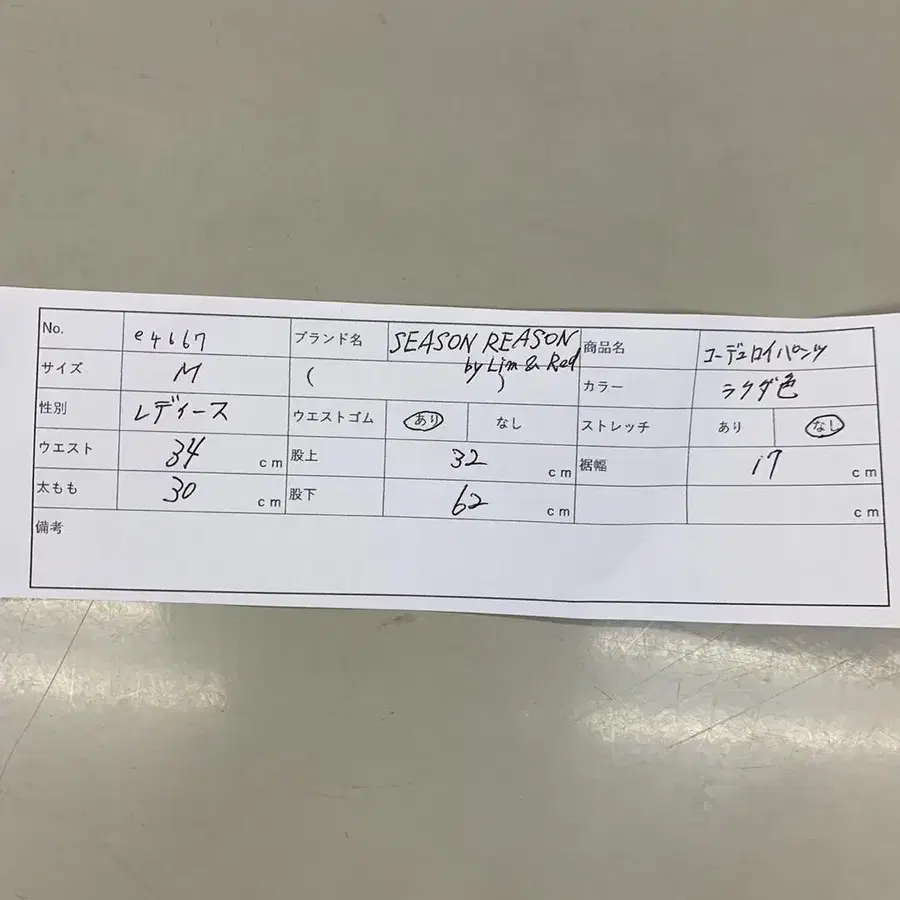 No. e4667 ブランド名 SEASON REASON 商品名 コーデュロイパンツ
by Lim & Red
サイズ M ( ) カラー ラクダ色
性別 レディース ウエストゴム あり なし ストレッチ あり なし
ウエスト 34 cm 股上 32 cm 裾幅 17 cm
太もも 30 cm 股下 62 cm cm
備考